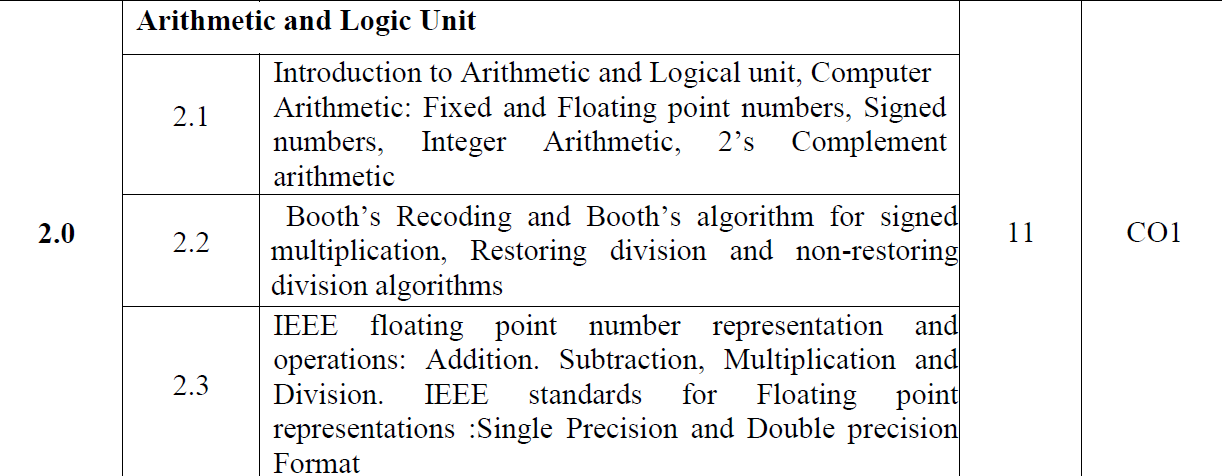 Arithmetic and Logic Unit
2.1
Introduction to Arithmetic and Logical unit, Computer
Arithmetic: Fixed and Floating point numbers, Signed
numbers, Integer Arithmetic, 2’s Complement
arithmetic
2.0
2.2
Booth’s Recoding and Booth’s algorithm for signed
multiplication, Restoring division and non-restoring
division algorithms
11
CO1
2.3
IEEE floating point number representation and
operations: Addition. Subtraction, Multiplication and
Division. IEEE standards for Floating point
representations :Single Precision and Double precision
Format